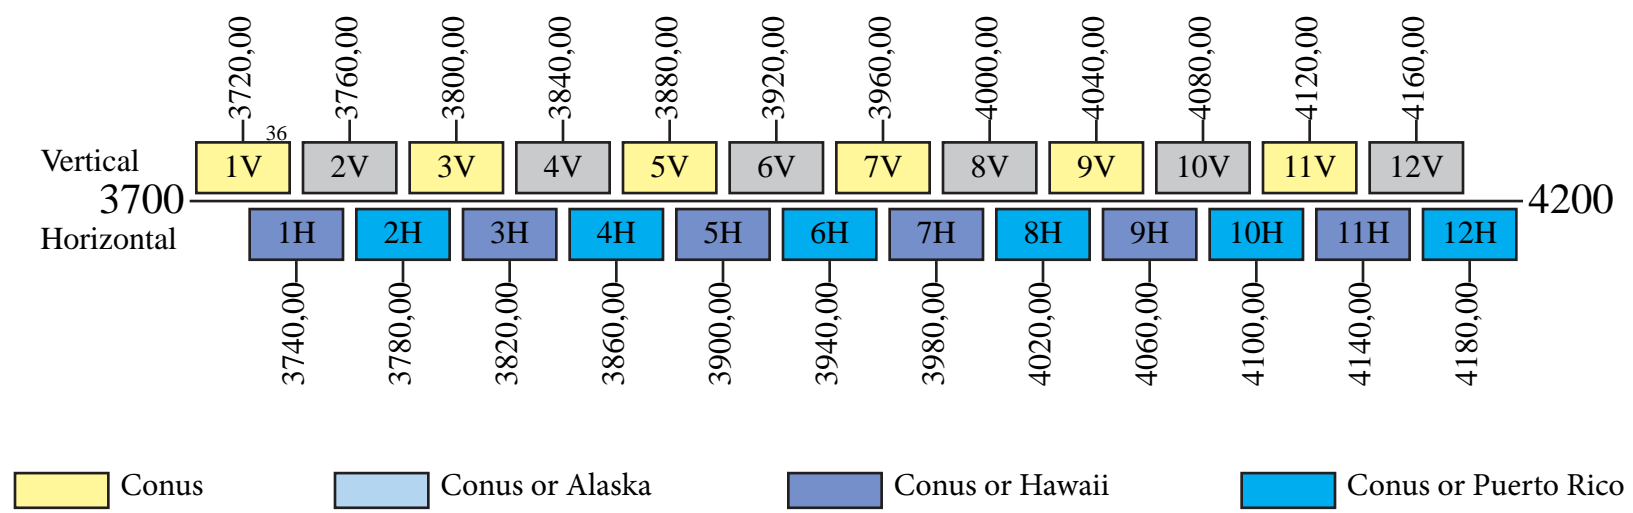 3720,00 3760,00 3800,00 3840,00 3880,00 3920,00 3960,00 4000,00 4040,00 4080,00 4120,00 4160,00
36
Vertical 1V 2V 3V 4V 5V 6V 7V 8V 9V 10V 11V 12V
3700 4200
Horizontal 1H 2H 3H 4H 5H 6H 7H 8H 9H 10H 11H 12H
3740,00 3780,00 3820,00 3860,00 3900,00 3940,00 3980,00 4020,00 4060,00 4100,00 4140,00 4180,00
Conus Conus or Alaska Conus or Hawaii Conus or Puerto Rico